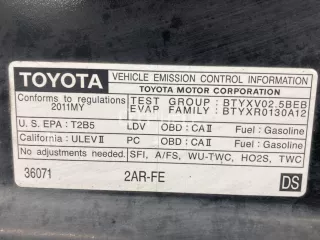 TOYOTA VEHICLE EMISSION CONTROL INFORMATION
TOYOTA MOTOR CORPORATION
Conforms to regulations
2011MY
TEST GROUP : BTYXV02.5BEB
EVAP FAMILY : BTYXR0130A12
U. S. EPA : T2B5 LDV OBD : CA II Fuel : Gasoline
California : ULEV II PC OBD : CA II Fuel : Gasoline
No adjustments needed. SFI, A/FS, WU-TWC, HO2S, TWC
36071 2AR-FE DS